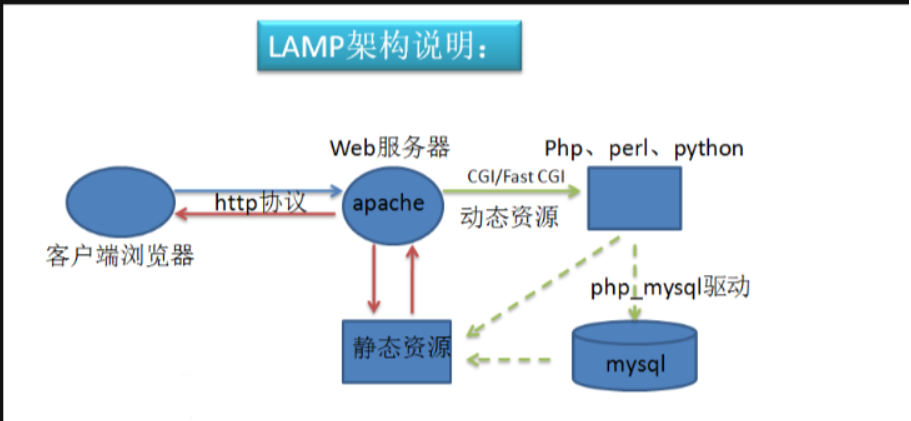 LAMP架构说明：
Web服务器
Php、perl、python
CGI/Fast CGI
http协议
apache
动态资源
客户端浏览器
php_mysql驱动
静态资源
mysql